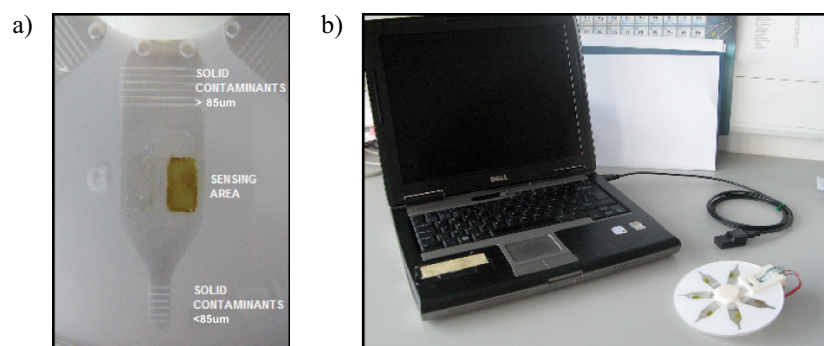 a)
b)
SOLID
CONTAMINANTS
> 85um
SENSING
AREA
SOLID
CONTAMINANTS
<85um
DELL